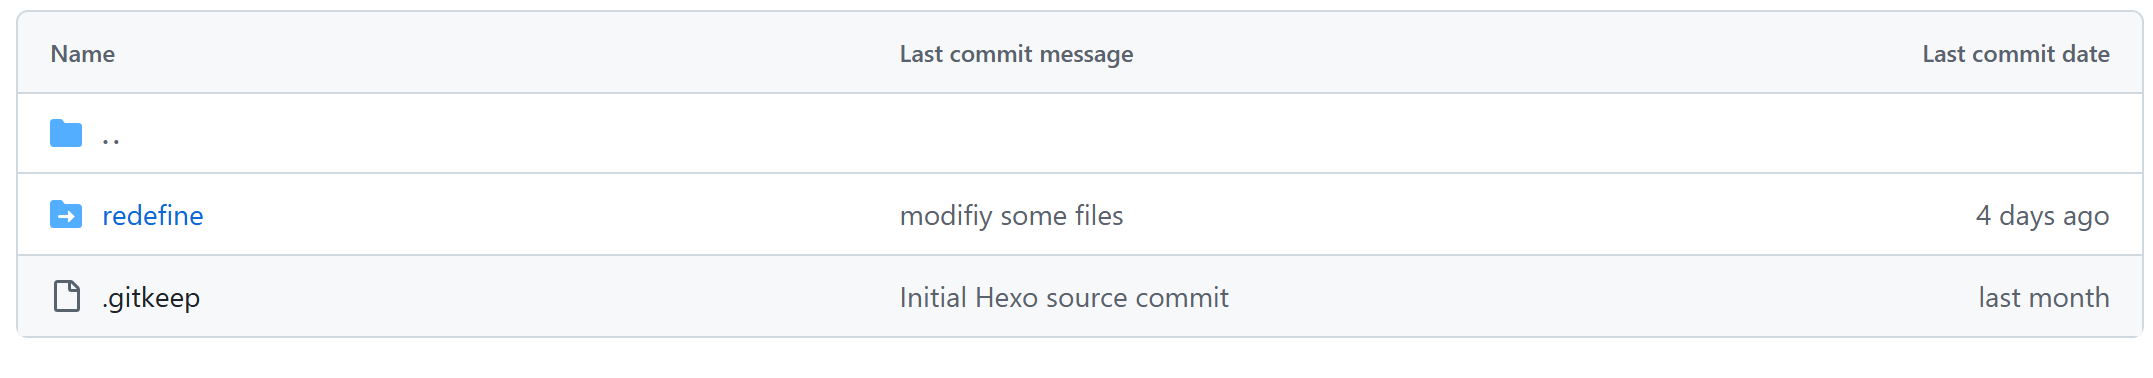 Name Last commit message Last commit date
..
redefine modifiy some files 4 days ago
.gitkeep Initial Hexo source commit last month